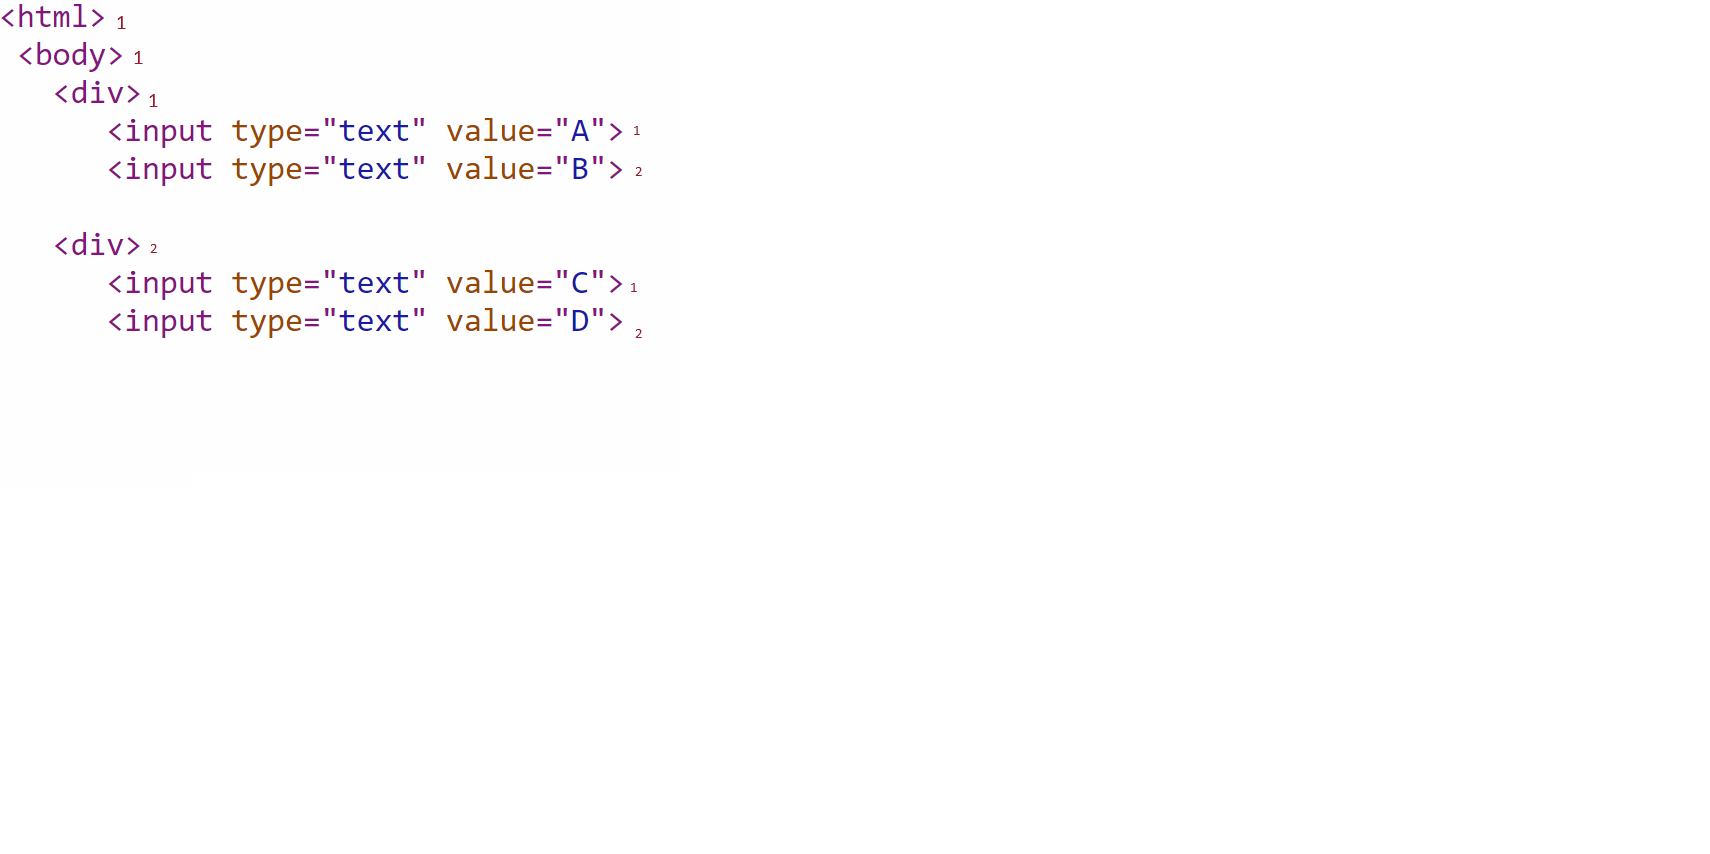 <html> 1
<body> 1
<div> 1
<input type="text" value="A"> 1
<input type="text" value="B"> 2
<div> 2
<input type="text" value="C"> 1
<input type="text" value="D"> 2